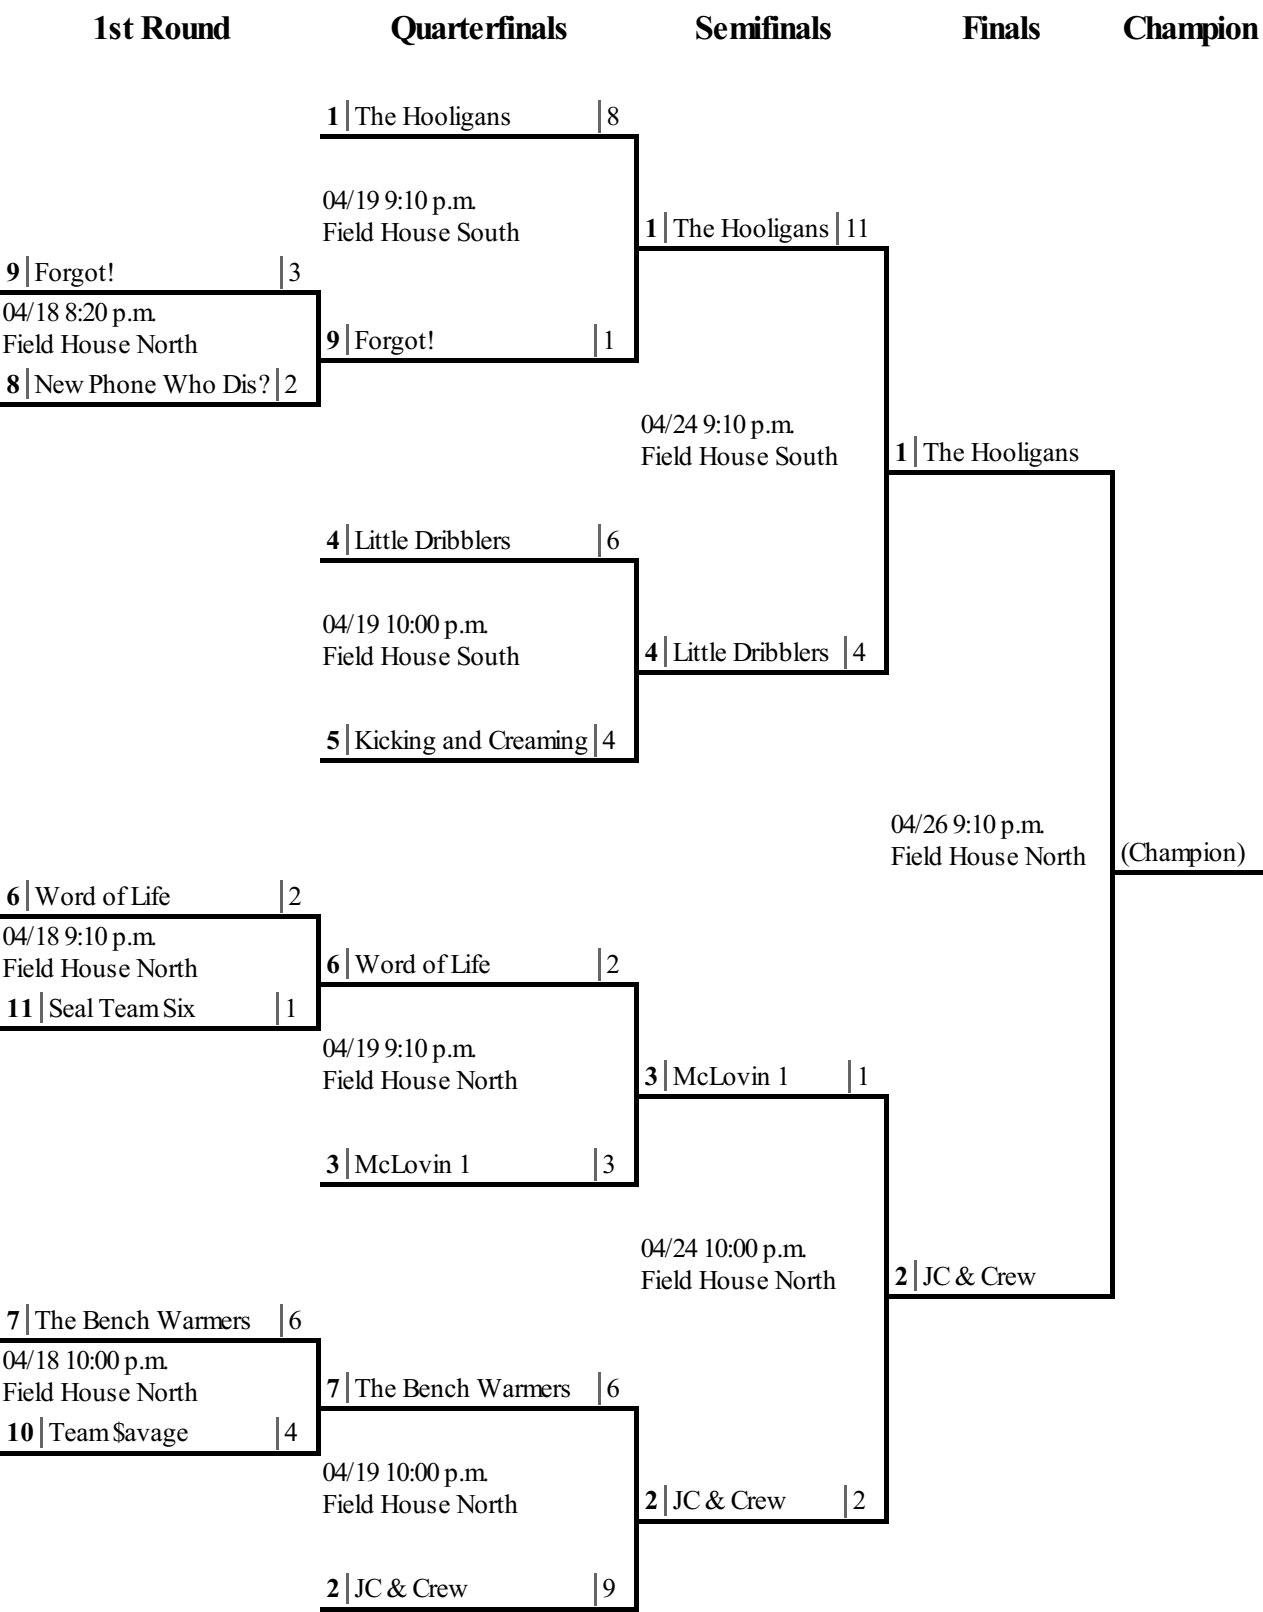 1st Round Quarterfinals Semifinals Finals Champion
1 The Hooligans 8
04/19 9:10 p.m.
Field House South
1 The Hooligans 11
9 Forgot! 3
04/18 8:20 p.m.
Field House North
9 Forgot! 1
8 New Phone Who Dis? 2
04/24 9:10 p.m.
Field House South
1 The Hooligans
4 Little Dribblers 6
04/19 10:00 p.m.
Field House South
4 Little Dribblers 4
5 Kicking and Creaming 4
04/26 9:10 p.m.
Field House North
(Champion)
6 Word of Life 2
04/18 9:10 p.m.
Field House North
6 Word of Life 2
11 Seal Team Six 1
04/19 9:10 p.m.
Field House North
3 McLovin 1 1
3 McLovin 1 3
04/24 10:00 p.m.
Field House North
2 JC & Crew
7 The Bench Warmers 6
04/18 10:00 p.m.
Field House North
7 The Bench Warmers 6
10 Team $avage 4
04/19 10:00 p.m.
Field House North
2 JC & Crew 2
2 JC & Crew 9